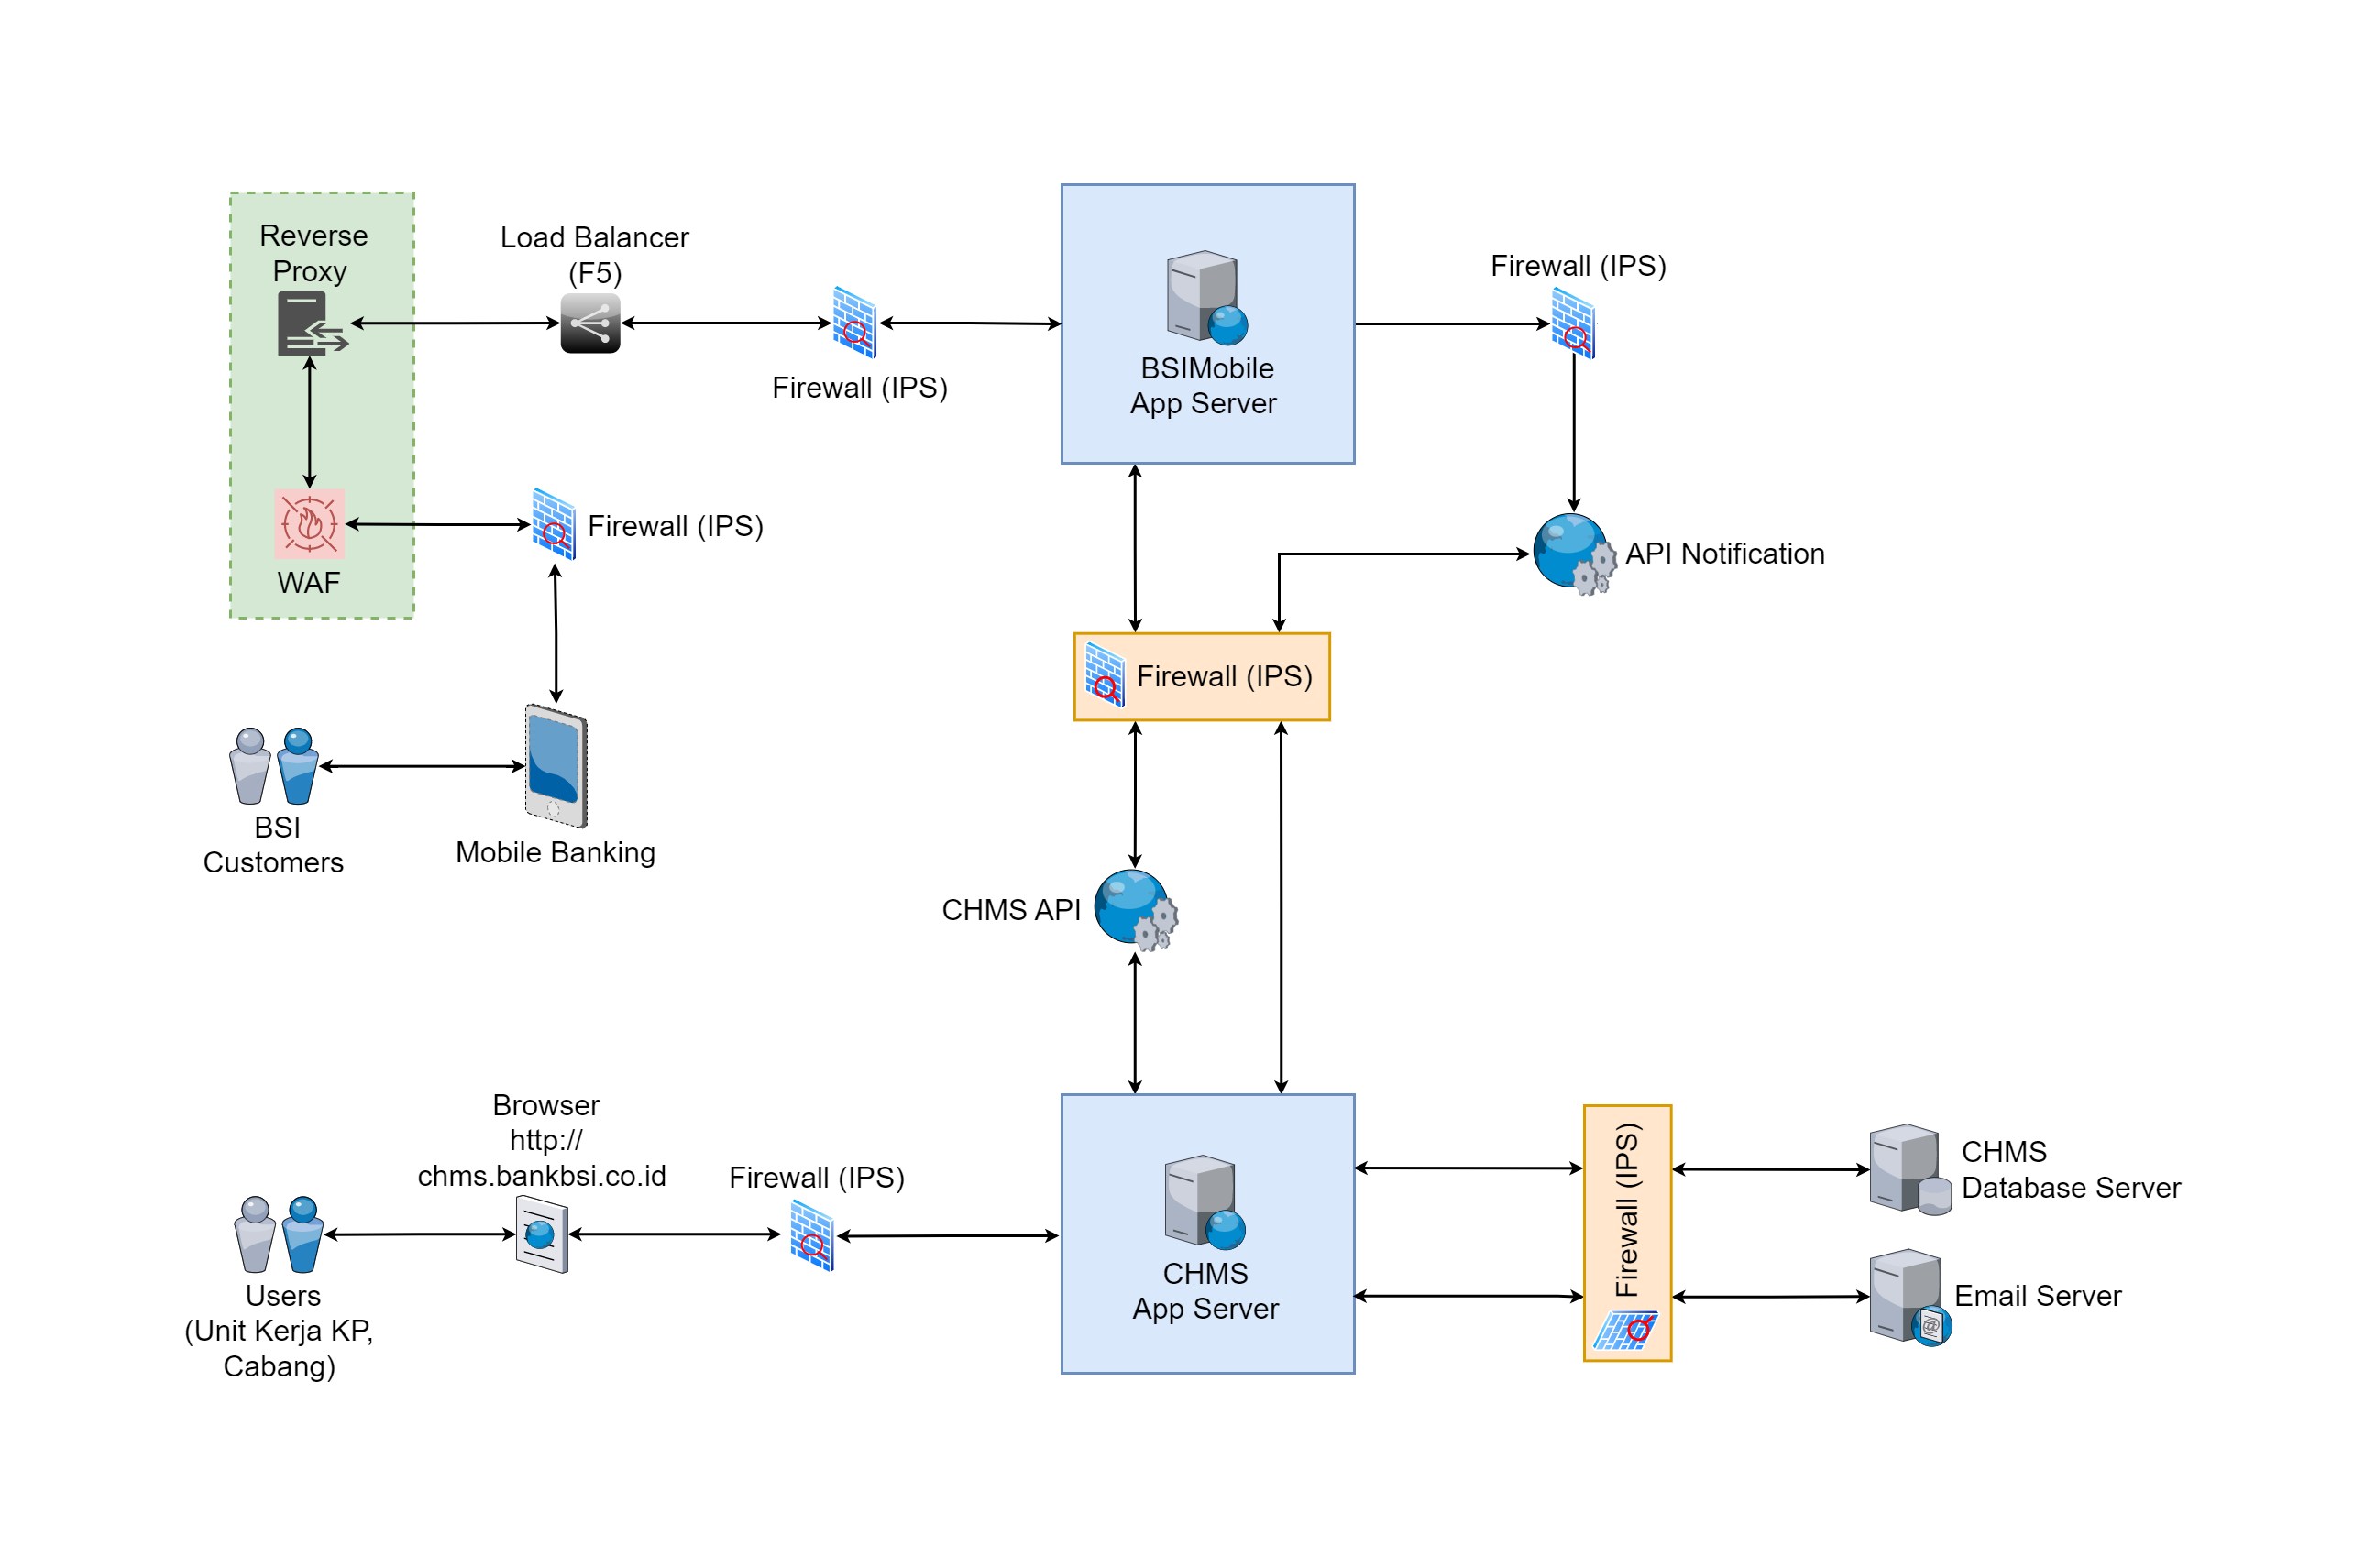 Reverse
Proxy
Load Balancer
(F5)
Firewall (IPS)
BSIMobile
App Server
Firewall (IPS)
WAF
Firewall (IPS)
API Notification
Firewall (IPS)
BSI
Customers
Mobile Banking
CHMS API
Browser
http://
chms.bankbsi.co.id
Firewall (IPS)
Users
(Unit Kerja KP,
Cabang)
CHMS
App Server
Firewall (IPS)
CHMS
Database Server
@
Email Server